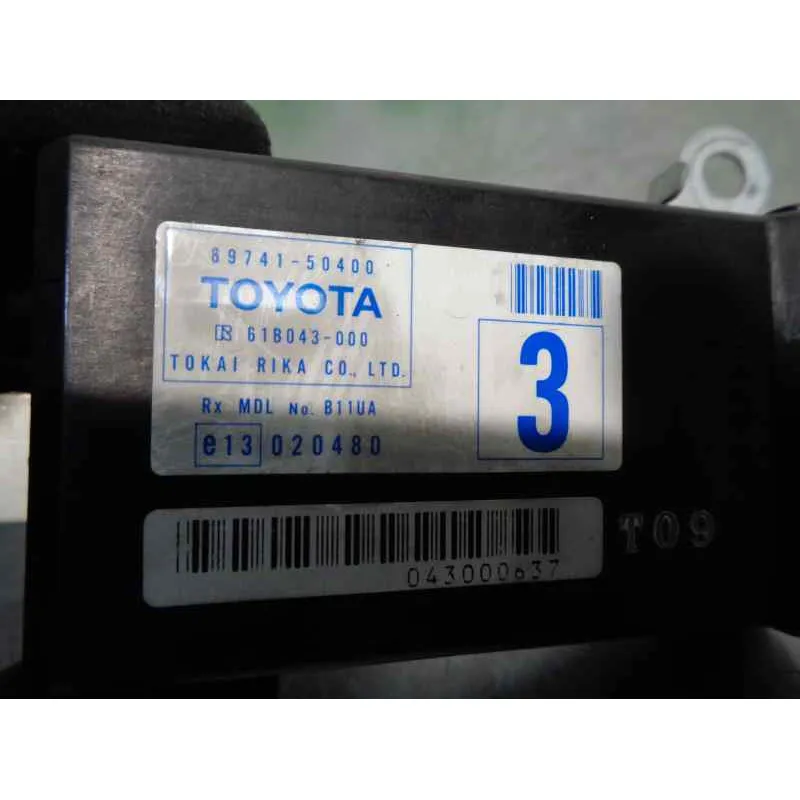 89741-50400
TOYOTA
R 61B043-000
TOKAI RIKA CO., LTD.
Rx MDL No. B11UA
e13 020480
3
043000637
T09